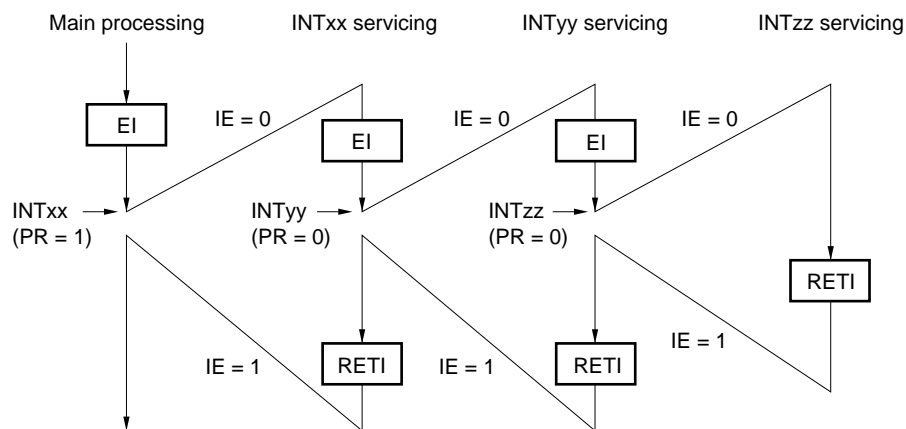 Main processing
INTxx servicing
INTyy servicing
INTzz servicing
EI
IE = 0
EI
IE = 0
EI
IE = 0
INTxx
(PR = 1)
INTyy
(PR = 0)
INTzz
(PR = 0)
RETI
IE = 1
RETI
IE = 1
RETI
IE = 1